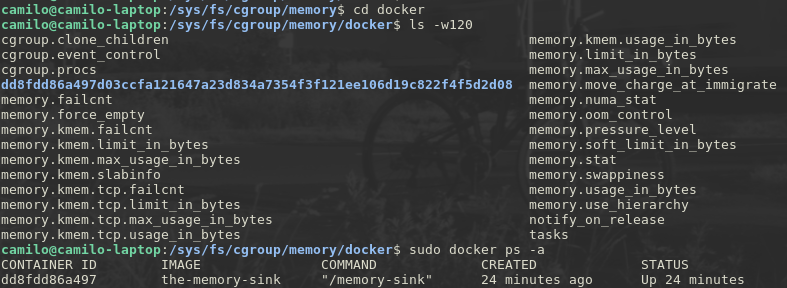 camilo@camilo-laptop:/sys/fs/cgroup/memory$ cd docker
camilo@camilo-laptop:/sys/fs/cgroup/memory/docker$ ls -w120
cgroup.clone_children memory.kmem.usage_in_bytes
cgroup.event_control memory.limit_in_bytes
cgroup.procs memory.max_usage_in_bytes
dd8fdd86a497d03ccfa121647a23d834a7354f3f121ee106d19c822f4f5d2d08 memory.move_charge_at_immigrate
memory.failcnt memory.numa_stat
memory.force_empty memory.oom_control
memory.kmem.failcnt memory.pressure_level
memory.kmem.limit_in_bytes memory.soft_limit_in_bytes
memory.kmem.max_usage_in_bytes memory.stat
memory.kmem.slabinfo memory.swappiness
memory.kmem.tcp.failcnt memory.usage_in_bytes
memory.kmem.tcp.limit_in_bytes memory.use_hierarchy
memory.kmem.tcp.max_usage_in_bytes notify_on_release
memory.kmem.tcp.usage_in_bytes tasks
camilo@camilo-laptop:/sys/fs/cgroup/memory/docker$ sudo docker ps -a
CONTAINER ID IMAGE COMMAND CREATED STATUS
dd8fdd86a497 the-memory-sink "/memory-sink" 24 minutes ago Up 24 minutes